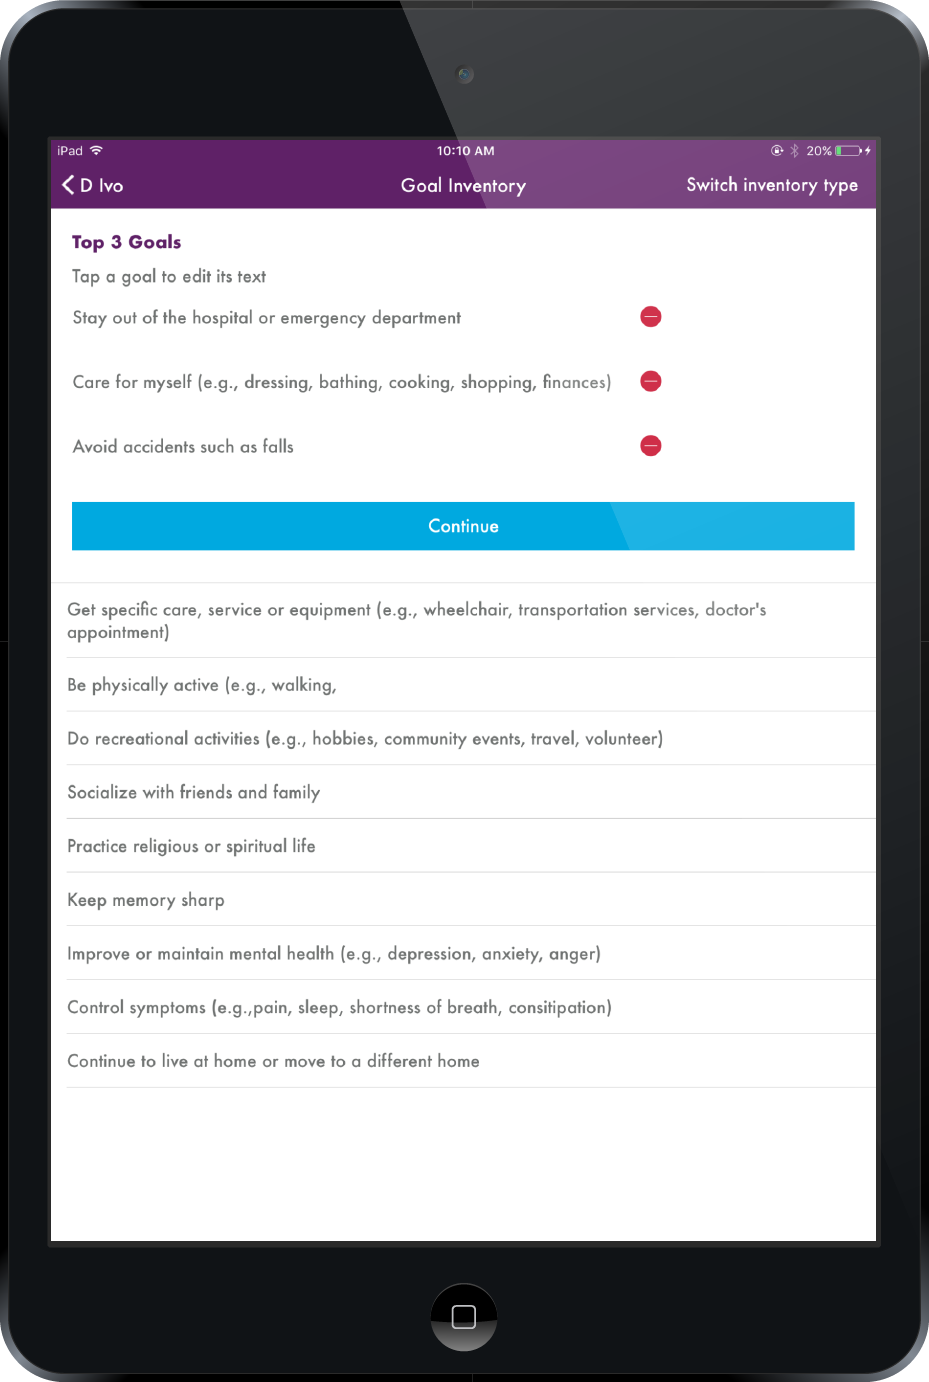 iPad
10:10 AM
20%
D Ivo
Goal Inventory
Switch inventory type
Top 3 Goals
Tap a goal to edit its text
Stay out of the hospital or emergency department
Care for myself (e.g., dressing, bathing, cooking, shopping, finances)
Avoid accidents such as falls
Continue
Get specific care, service or equipment (e.g., wheelchair, transportation services, doctor's
appointment)
Be physically active (e.g., walking,
Do recreational activities (e.g., hobbies, community events, travel, volunteer)
Socialize with friends and family
Practice religious or spiritual life
Keep memory sharp
Improve or maintain mental health (e.g., depression, anxiety, anger)
Control symptoms (e.g.,pain, sleep, shortness of breath, consitipation)
Continue to live at home or move to a different home